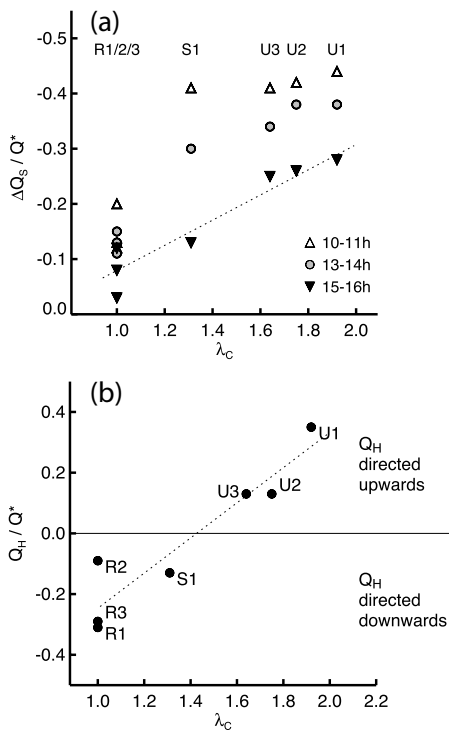 (a)
R1/2/3 S1 U3 U2 U1
-0.5
-0.4
-0.3
-0.2
-0.1
0.0
ΔQS / Q*
10-11h
13-14h
15-16h
1.0 1.2 1.4 1.6 1.8 2.0
λC
(b)
0.4
0.2
0.0
-0.2
-0.4
QH / Q*
U1
U3
U2
R2
S1
R3
R1
QH
directed
upwards
QH
directed
downwards
1.0 1.2 1.4 1.6 1.8 2.0 2.2
λC